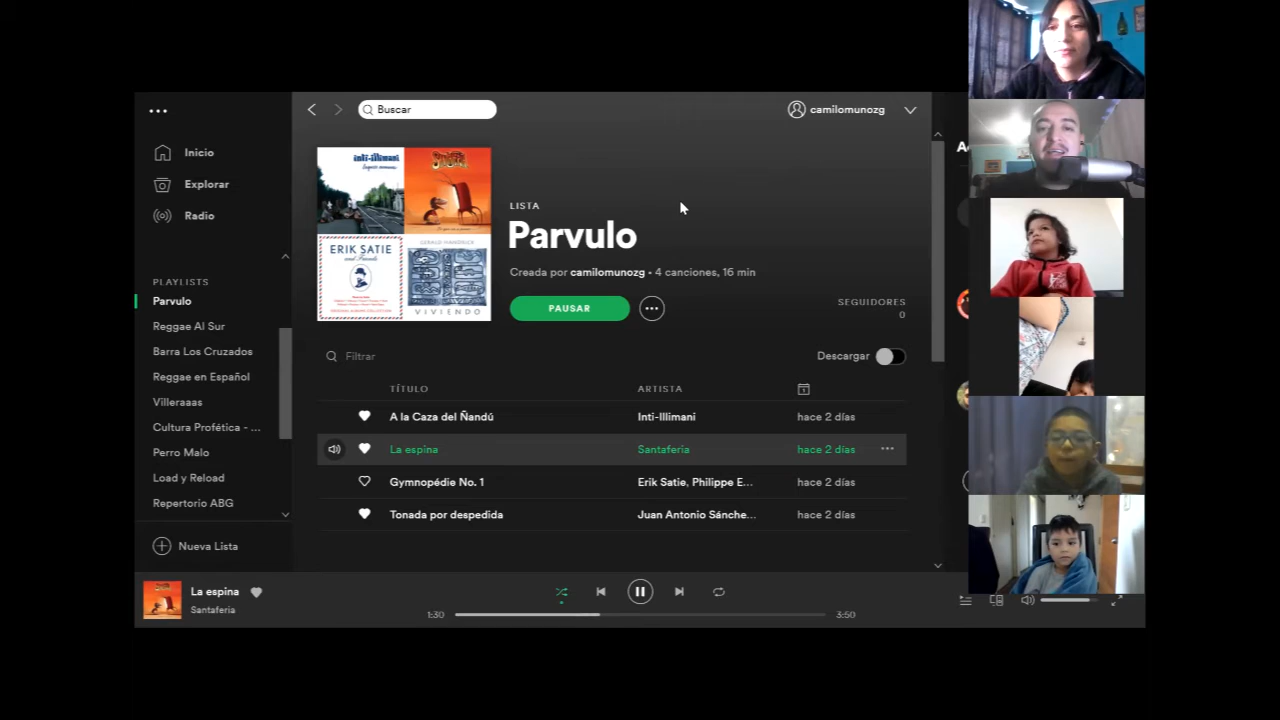 Buscar
camilomunozg
Inicio
Explorar
Radio
PLAYLISTS
Parvulo
Reggae Al Sur
Barra Los Cruzados
Reggae en Español
Villeraaas
Cultura Profética - ...
Perro Malo
Load y Reload
Repertorio ABG
Nueva Lista
inti-illimani
ERIK SATIE
and Friends
GERALD HANDRICK
VIVIENDO
LISTA
Parvulo
Creada por camilomunozg • 4 canciones, 16 min
PAUSAR
SEGUIDORES
0
Filtrar
Descargar
TÍTULO ARTISTA
A la Caza del Ñandú Inti-Illimani hace 2 días
La espina Santaferia hace 2 días
Gymnopédie No. 1 Erik Satie, Philippe E... hace 2 días
Tonada por despedida Juan Antonio Sánche... hace 2 días
La espina
Santaferia
1:30
3:50